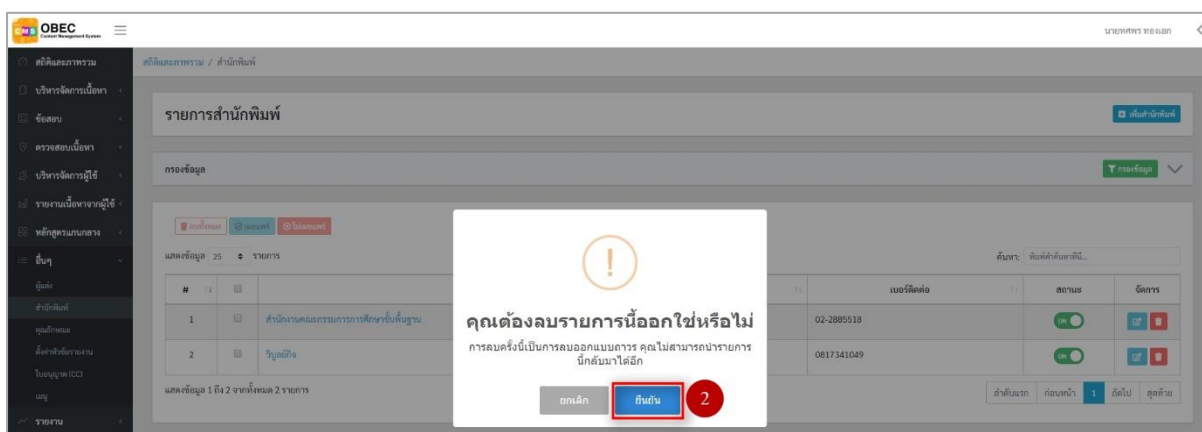 CMS OBEC
Content Management System
นายทศพร ทองเอก
สถิติและภาพรวม
บริหารจัดการเนื้อหา
ข้อสอบ
ตรวจสอบเนื้อหา
บริหารจัดการผู้ใช้
รายงานเนื้อหาจากผู้ใช้
หลักสูตรแกนกลาง
อื่นๆ
ผู้แต่ง
สำนักพิมพ์
คุณลักษณะ
ตั้งค่าหัวข้อรายงาน
ใบอนุญาต (CC)
เมนู
รายงาน
สถิติและภาพรวม / สำนักพิมพ์
รายการสำนักพิมพ์
เพิ่มสำนักพิมพ์
กรองข้อมูล
กรองข้อมูล
ลบทั้งหมด เผยแพร่ ไม่เผยแพร่
แสดงข้อมูล 25 รายการ
ค้นหา: พิมพ์คำค้นหาที่นี่...
# เบอร์ติดต่อ สถานะ จัดการ
1 สำนักงานคณะกรรมการการศึกษาขั้นพื้นฐาน 02-2885518 ON
2 วิบูลย์กิจ 0817341049 ON
แสดงข้อมูล 1 ถึง 2 จากทั้งหมด 2 รายการ
ลำดับแรก ก่อนหน้า 1 ถัดไป สุดท้าย
!
คุณต้องลบรายการนี้ออกใช่หรือไม่
การลบครั้งนี้เป็นการลบออกแบบถาวร คุณไม่สามารถนำรายการ
นี้กลับมาได้อีก
ยกเลิก ยืนยัน 2